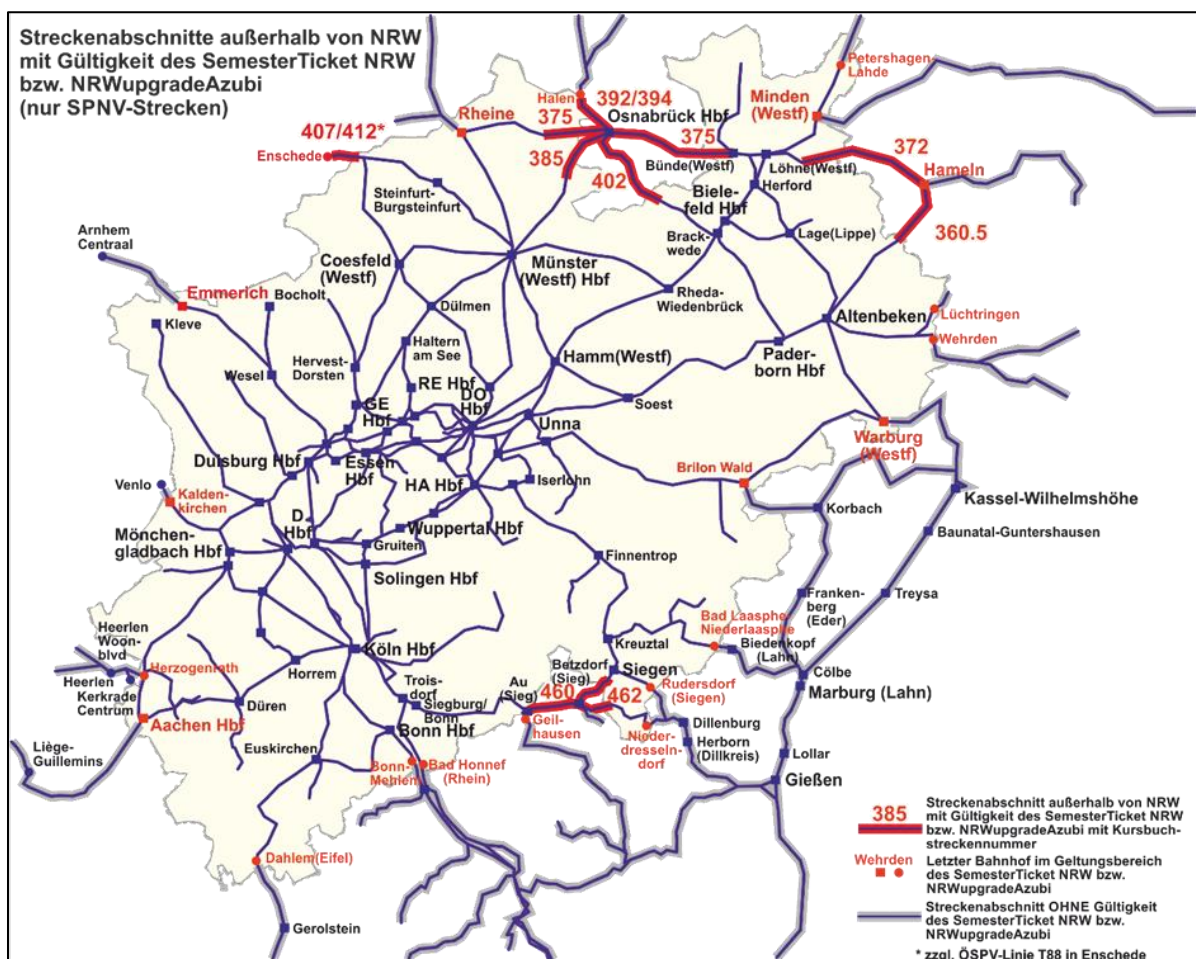 Streckenabschnitte außerhalb von NRW
mit Gültigkeit des SemesterTicket NRW
bzw. NRWupgradeAzubi
(nur SPNV-Strecken)
Petershagen-
Lahde
Halen
392/394
Osnabrück Hbf
Minden
(Westf)
Rheine
375
375
407/412*
Enschede
385
402
Bünde(Westf)
Löhne(Westf)
372
Hameln
Herford
Steinfurt-
Burgsteinfurt
Biele-
feld Hbf
360.5
Arnhem
Centraal
Brack-
wede
Lage(Lippe)
Coesfeld
(Westf)
Münster
(Westf) Hbf
Emmerich
Bocholt
Dülmen
Rheda-
Wiedenbrück
Altenbeken
Lüchtringen
Kleve
Wehrden
Haltern
am See
Hervest-
Dorsten
Hamm(Westf)
Pader-
born Hbf
Wesel
RE Hbf
DO
Hbf
GE
Hbf
Soest
Unna
Warburg
(Westf)
Duisburg Hbf
Essen
Hbf
Brilon Wald
Venlo
Kalden-
kirchen
HA Hbf
Iserlohn
Kassel-Wilhelmshöhe
Korbach
D.
Hbf
Wuppertal Hbf
Mönchen-
gladbach Hbf
Gruiten
Baunatal-Guntershausen
Finnentrop
Solingen Hbf
Franken-
berg
(Eder)
Treysa
Bad Laasphe
Niederlaasphe
Heerlen
Woon-
blvd
Kreuztal
Biedenkopf
(Lahn)
Köln Hbf
Herzogenrath
Betzdorf
(Sieg)
Siegen
Cölbe
Horrem
Marburg (Lahn)
Heerlen
Kerkrade
Centrum
Trois-
dorf
Siegburg/
Bonn
Au
(Sieg)
460
462
Rudersdorf
(Siegen)
Düren
Aachen Hbf
Bonn Hbf
Geil-
hausen
Nieder-
dresseln-
dorf
Dillenburg
Herborn
(Dillkreis)
Liège-
Guillemins
Euskirchen
Lollar
Bonn-
Mehlem
Bad Honnef
(Rhein)
Gießen
385
Streckenabschnitt außerhalb von NRW
mit Gültigkeit des SemesterTicket NRW
bzw. NRWupgradeAzubi mit Kursbuch-
streckennummer
Dahlem(Eifel)
Wehrden
Letzter Bahnhof im Geltungsbereich
des SemesterTicket NRW bzw.
NRWupgradeAzubi
Streckenabschnitt OHNE Gültigkeit
des SemesterTicket NRW bzw.
NRWupgradeAzubi
Gerolstein
* zzgl. ÖSPV-Linie T88 in Enschede